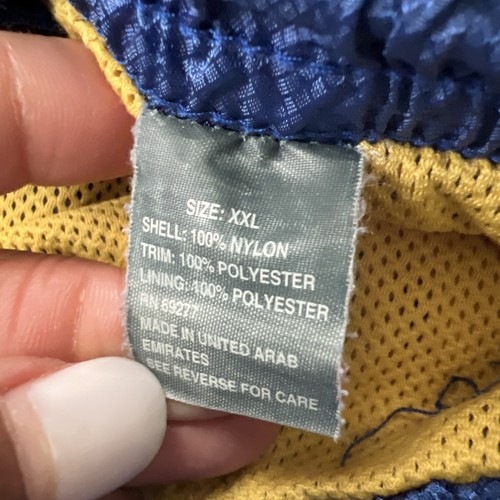 SIZE: XXL
SHELL: 100% NYLON
TRIM: 100% POLYESTER
LINING: 100% POLYESTER
RN 89277
MADE IN UNITED ARAB
EMIRATES
SEE REVERSE FOR CARE